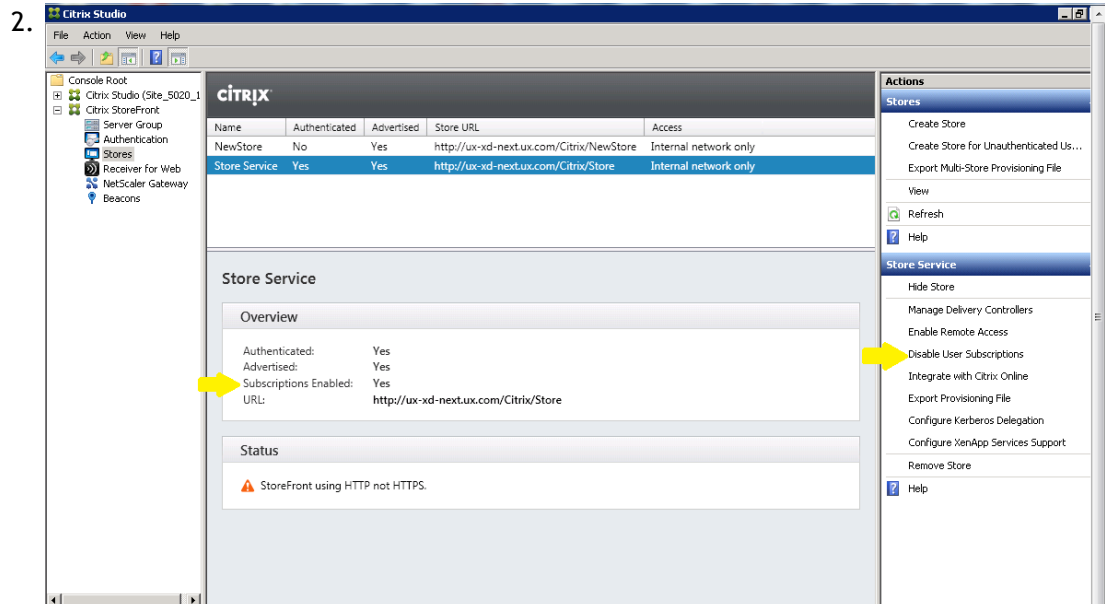 2.
Citrix Studio
File Action View Help
Console Root
Citrix Studio (Site_5020_1
Citrix StoreFront
Server Group
Authentication
Stores
Receiver for Web
NetScaler Gateway
Beacons
CITRIX
Name Authenticated Advertised Store URL Access
NewStore No Yes http://ux-xd-next.ux.com/Citrix/NewStore Internal network only
Store Service Yes Yes http://ux-xd-next.ux.com/Citrix/Store Internal network only
Store Service
Overview
Authenticated: Yes
Advertised: Yes
Subscriptions Enabled: Yes
URL: http://ux-xd-next.ux.com/Citrix/Store
Status
StoreFront using HTTP not HTTPS.
Actions
Stores
Create Store
Create Store for Unauthenticated Us...
Export Multi-Store Provisioning File
View
Refresh
Help
Store Service
Hide Store
Manage Delivery Controllers
Enable Remote Access
Disable User Subscriptions
Integrate with Citrix Online
Export Provisioning File
Configure Kerberos Delegation
Configure XenApp Services Support
Remove Store
Help